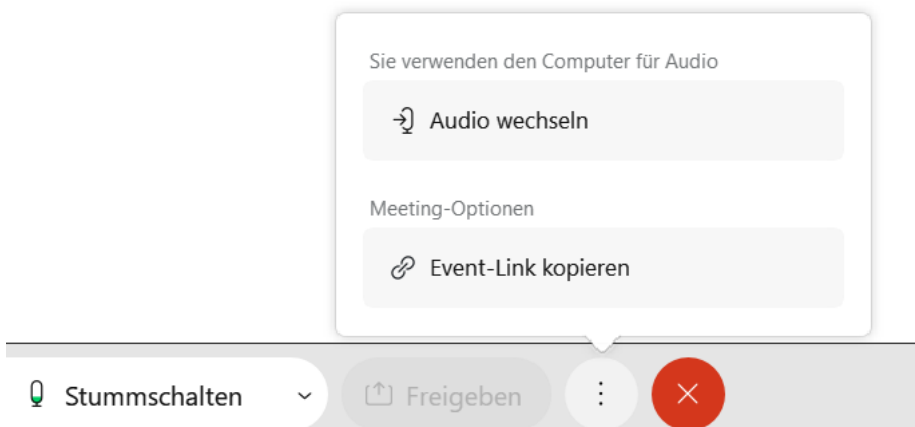 Sie verwenden den Computer für Audio
Audio wechseln
Meeting-Optionen
Event-Link kopieren
Stummschalten
Freigeben